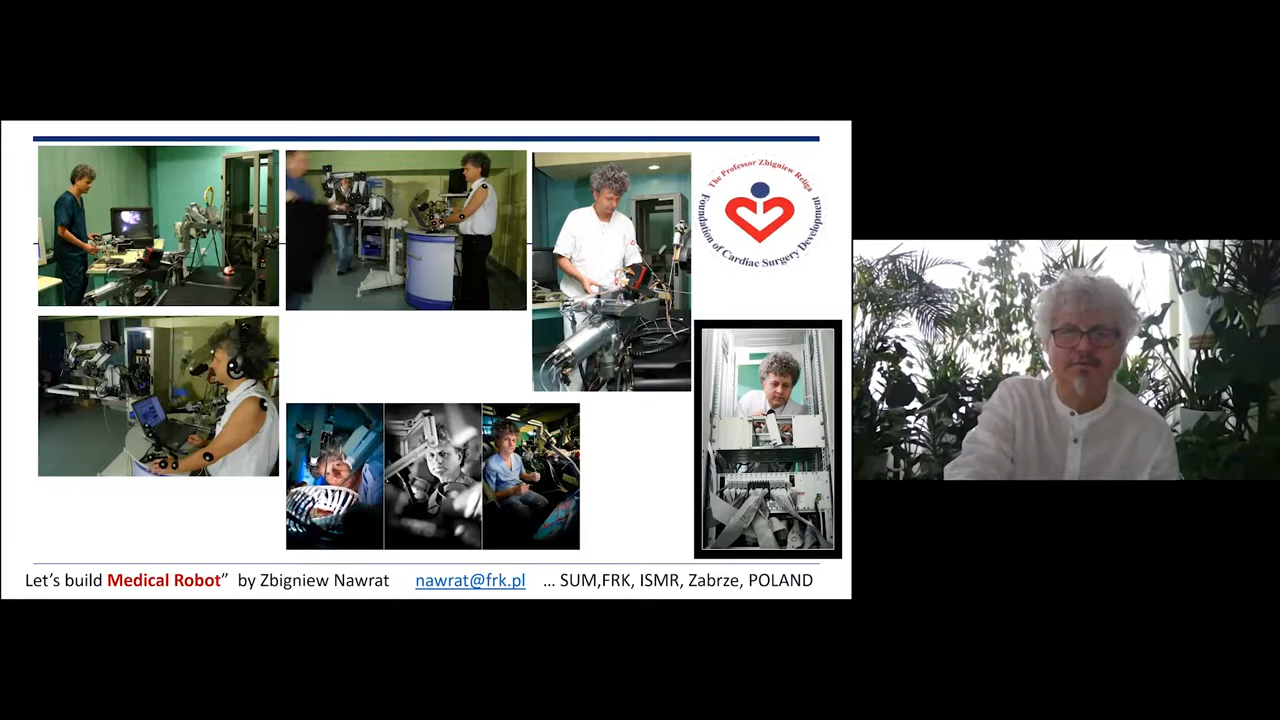 The Professor Zbigniew Religa
Foundation of Cardiac Surgery Development
Let’s build Medical Robot” by Zbigniew Nawrat nawrat@frk.pl ... SUM,FRK, ISMR, Zabrze, POLAND